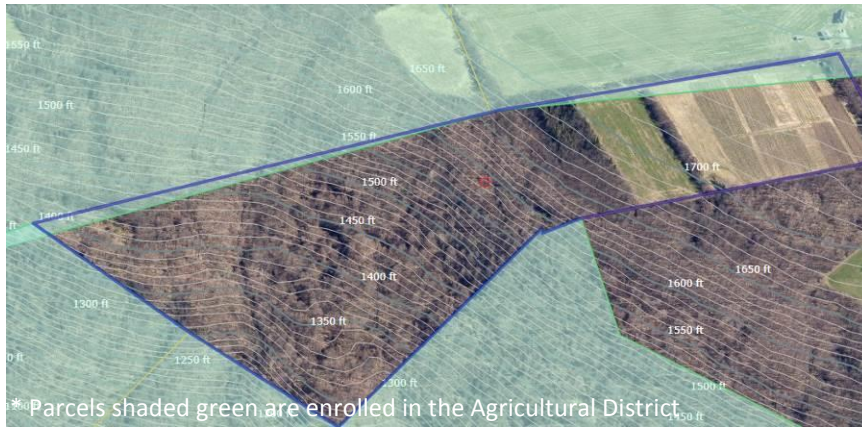 1550 ft
1650 ft
1600 ft
1500 ft
1550 ft
1450 ft
1700 ft
1500 ft
1400 ft
1450 ft
1650 ft
1400 ft
1600 ft
1300 ft
1350 ft
1550 ft
1250 ft
1300 ft
1500 ft
* Parcels shaded green are enrolled in the Agricultural District
1450 ft